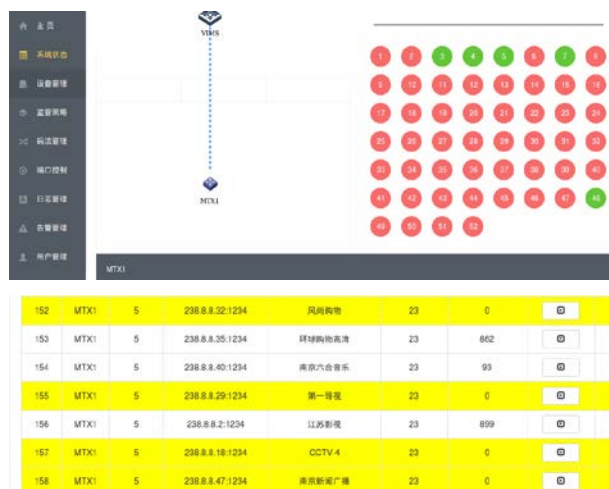 主页
VIMS
系统状态
1 2 3 4 5 6 7 8
设备管理
9 10 11 12 13 14 15 16
监管策略
17 18 19 20 21 22 23 24
码流管理
25 26 27 28 29 30 31 32
端口控制
33 34 35 36 37 38 39 40
MTX1
日志管理
41 42 43 44 45 46 47 48
告警管理
49 50 51 52
用户管理
MTX1
152 MTX1 5 238.8.8.32:1234 风尚购物 23 0
153 MTX1 5 238.8.8.35:1234 环球购物高清 23 862
154 MTX1 5 238.8.8.40:1234 南京六合音乐 23 93
155 MTX1 5 238.8.8.29:1234 第一导视 23 0
156 MTX1 5 238.8.8.2:1234 江苏影视 23 899
157 MTX1 5 238.8.8.18:1234 CCTV-4 23 0
158 MTX1 5 238.8.8.47:1234 南京新闻广播 23 0